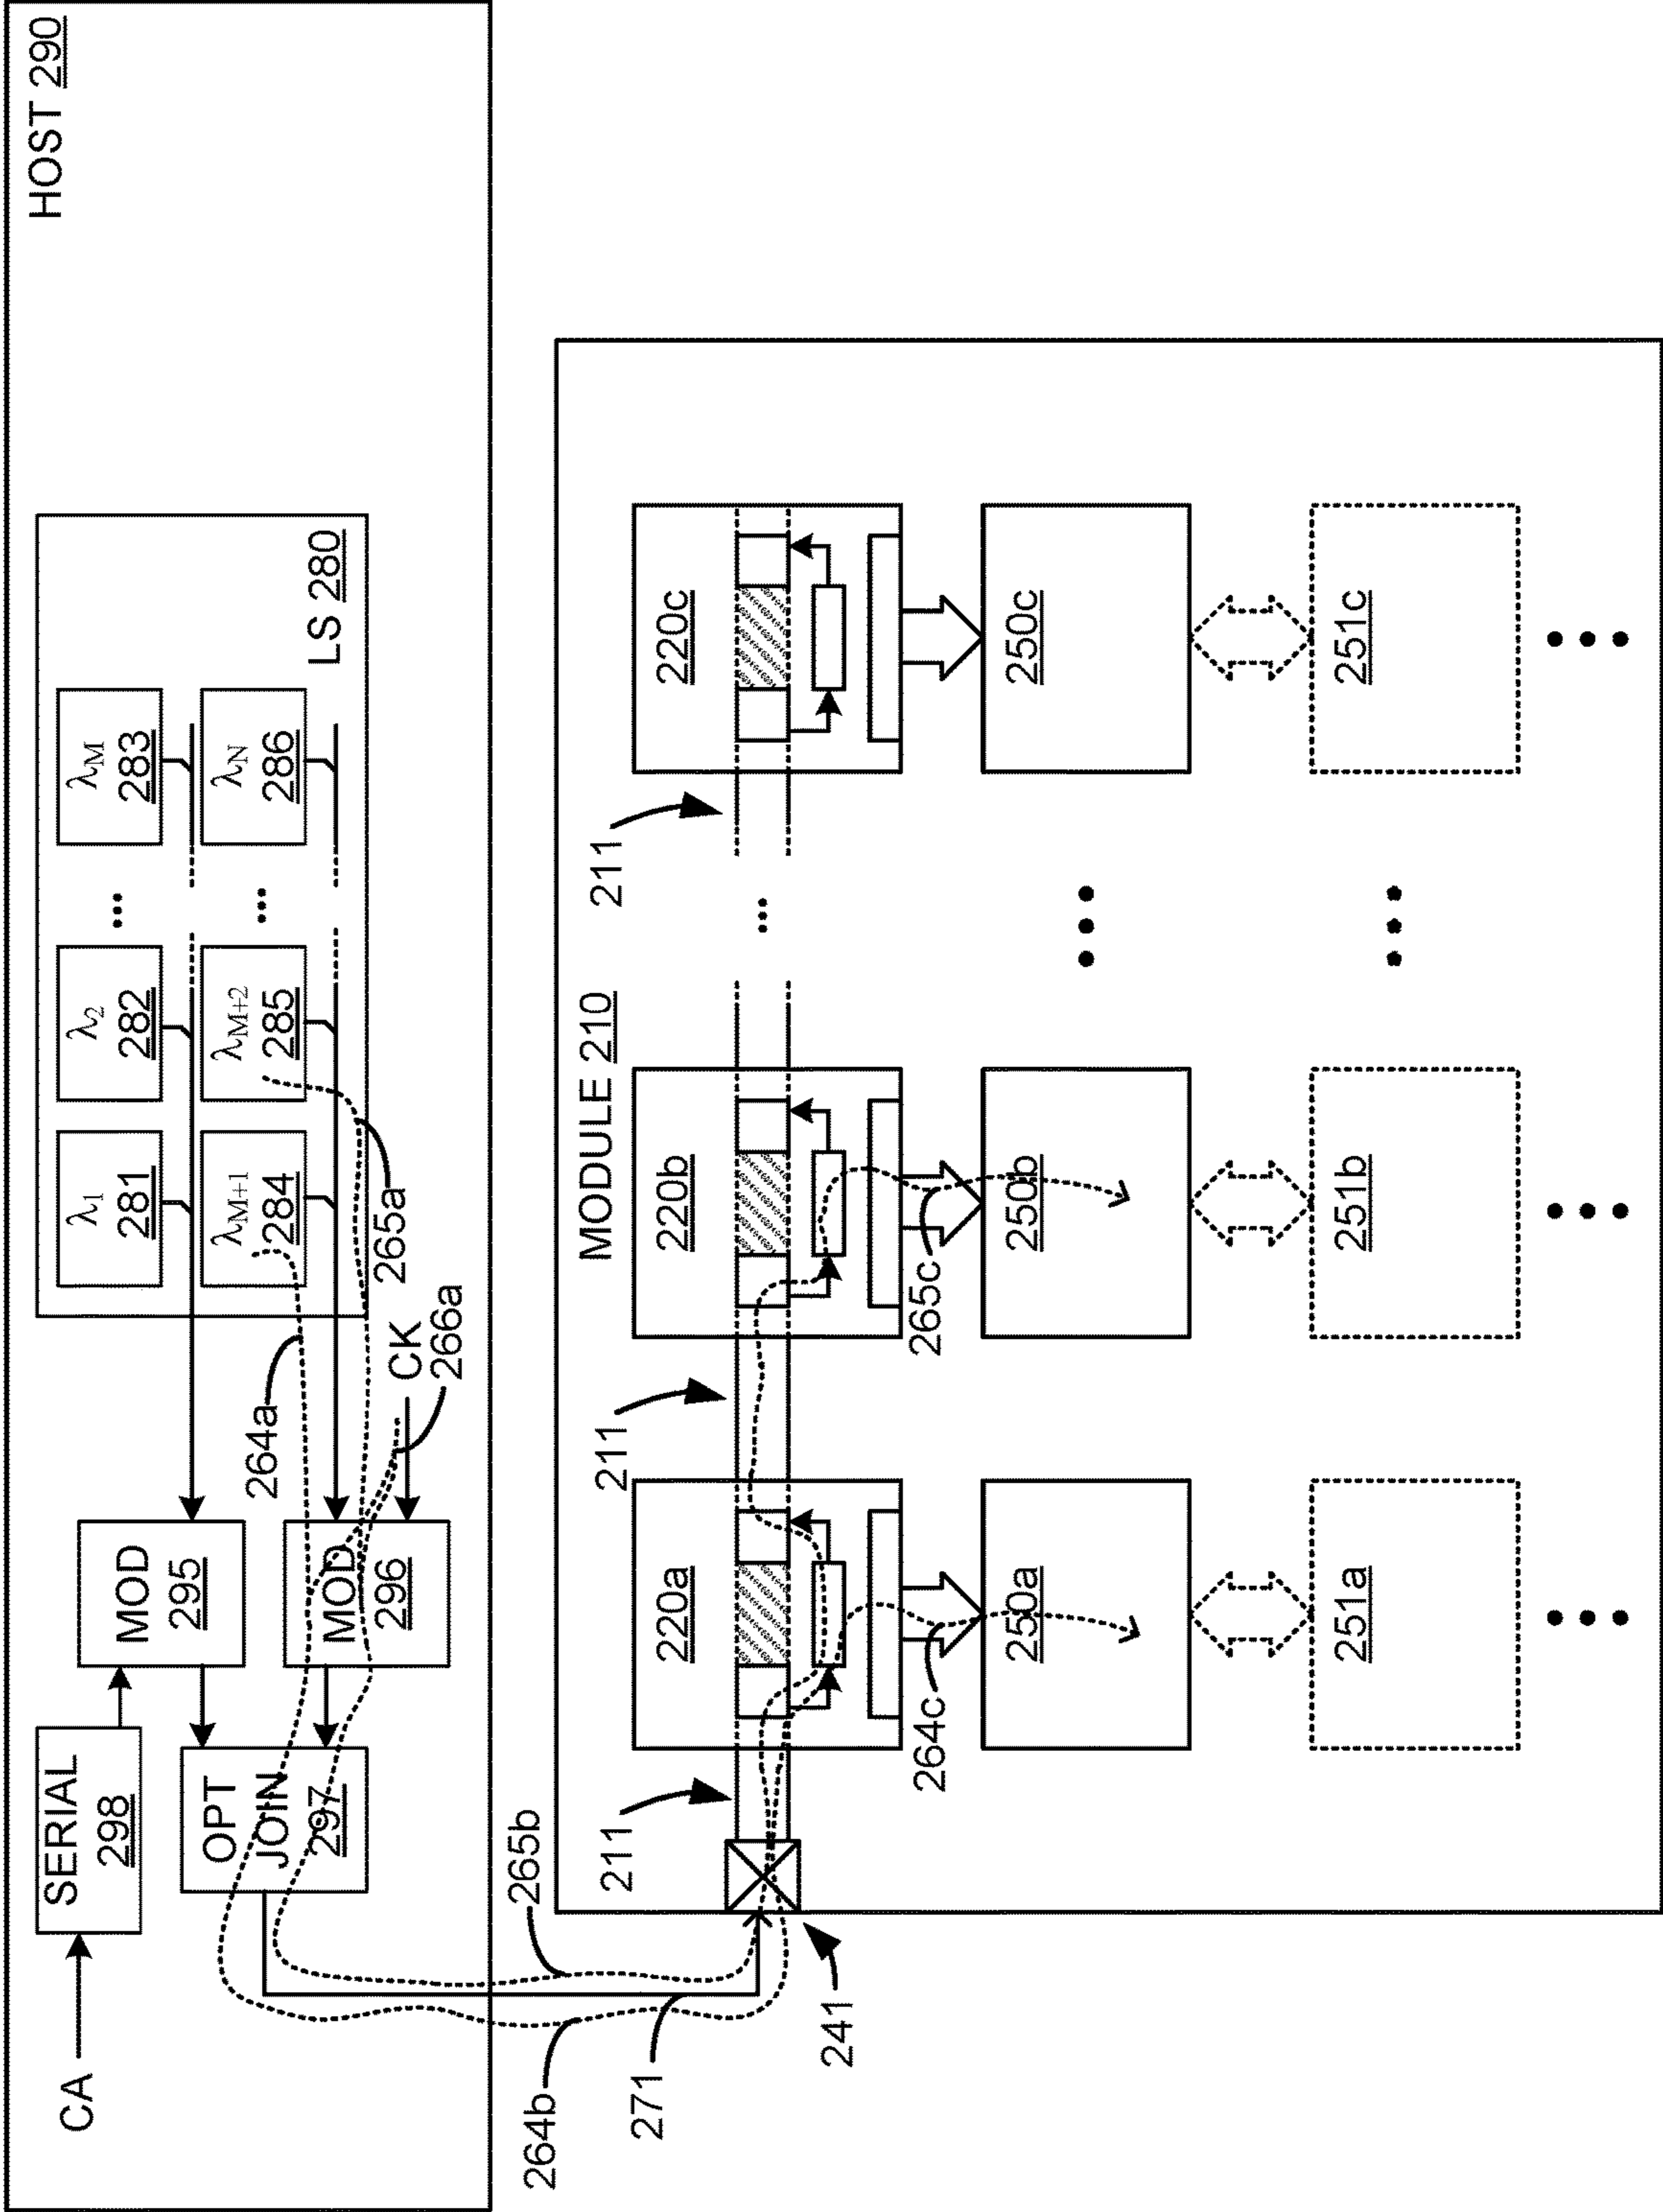 HOST 290
CA
SERIAL
298
MOD
295
OPT
JOIN
297
MOD
296
CK
266a
264a
265a
λ1
281
λ2
282
...
λM
283
λM+1
284
λM+2
285
...
λN
286
LS 280
264b
265b
271
241
MODULE 210
211
211
...
211
220a
220b
220c
264c
265c
250a
250b
250c
251a
251b
251c